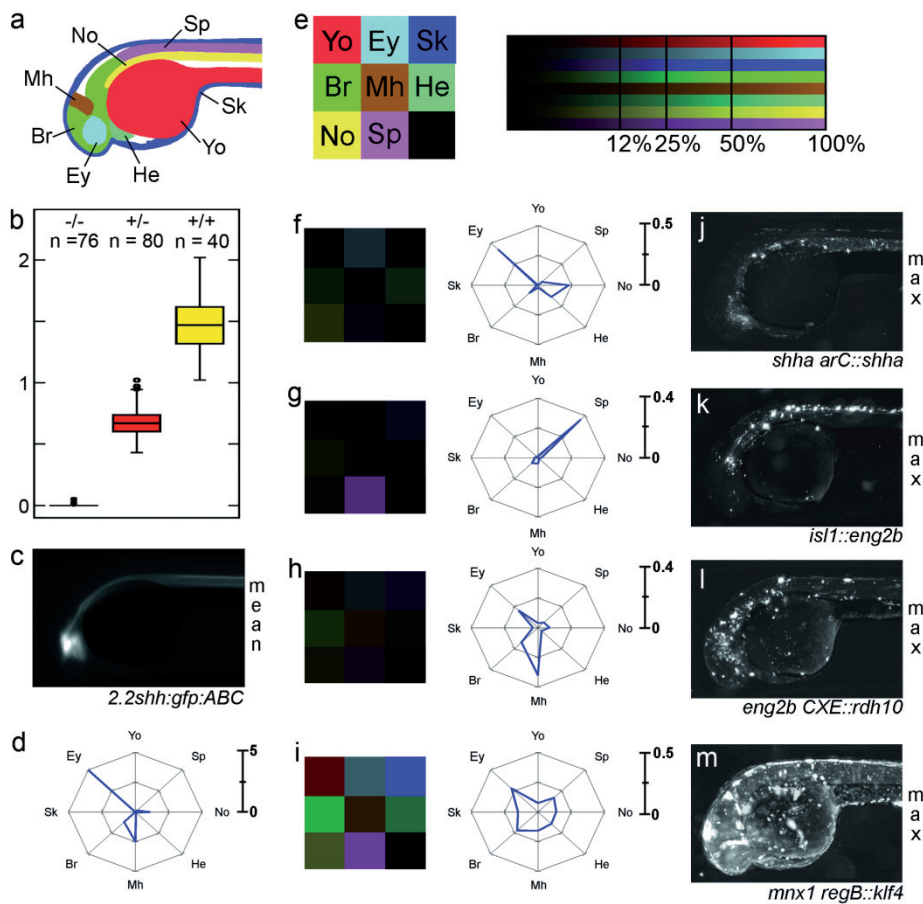 a
No
Sp
Mh
Br
Ey
He
Yo
Sk
e
Yo Ey Sk
Br Mh He
No Sp
12% 25% 50% 100%
b
-/- +/- +/+
n =76 n = 80 n = 40
2
1
0
c
mean
2.2shh:gfp:ABC
d
Yo
Ey Sp
Sk No
Br He
Mh
5
0
f
Yo
Ey Sp
Sk No
Br He
Mh
0.5
0
g
Yo
Ey Sp
Sk No
Br He
Mh
0.4
0
h
Yo
Ey Sp
Sk No
Br He
Mh
0.4
0
i
Yo
Ey Sp
Sk No
Br He
Mh
0.5
0
j
max
shha arC::shha
k
max
isl1::eng2b
l
max
eng2b CXE::rdh10
m
max
mnx1 regB::klf4